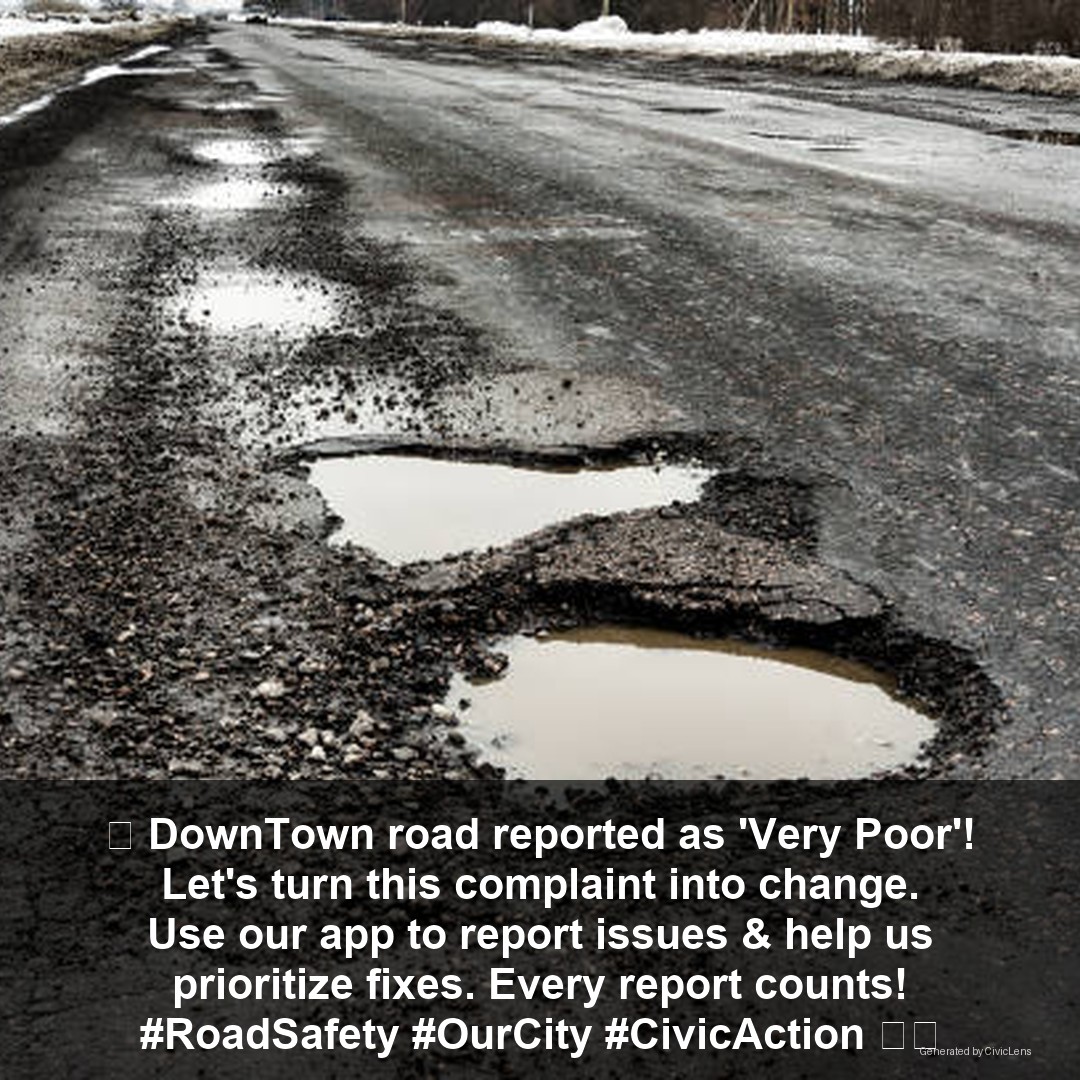 □ DownTown road reported as 'Very Poor'!
Let's turn this complaint into change.
Use our app to report issues & help us
prioritize fixes. Every report counts!
#RoadSafety #OurCity #CivicAction □□
Generated by CivicLens